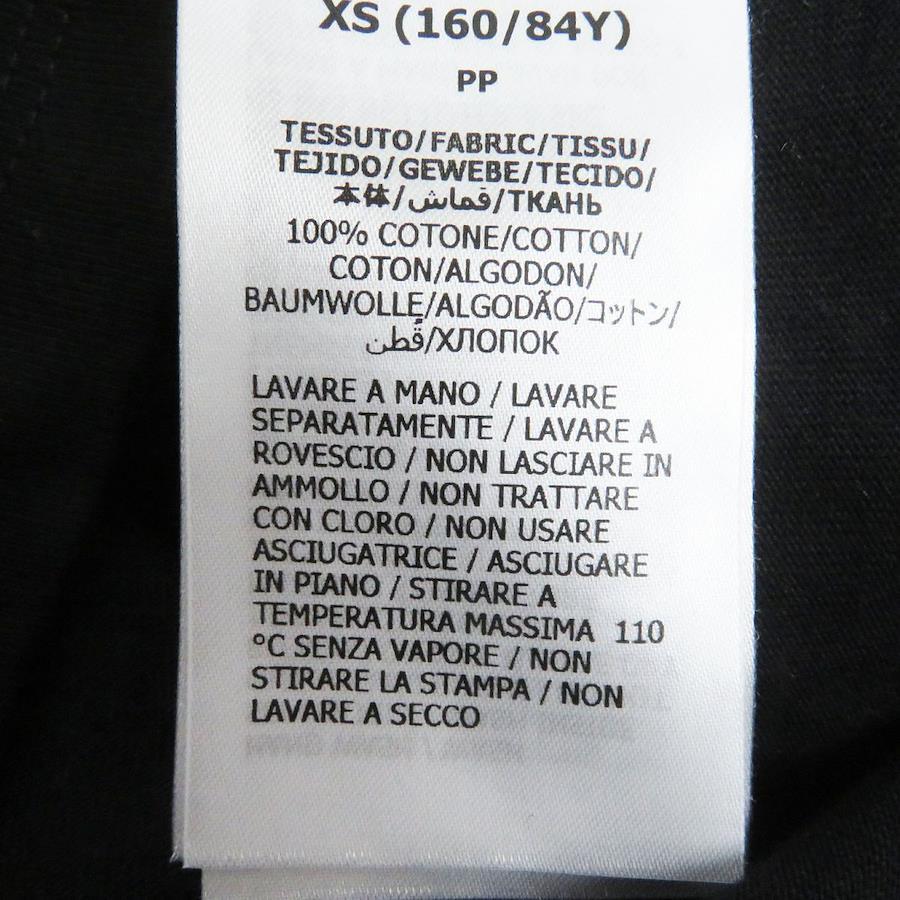 XS (160/84Y)
PP
TESSUTO/FABRIC/TISSU/
TEJIDO/GEWEBE/TECIDO/
本体/قماش/ТКАНЬ
100% COTONE/COTTON/
COTON/ALGODON/
BAUMWOLLE/ALGODÃO/コットン/
قُطن/ХЛОПОК
LAVARE A MANO / LAVARE
SEPARATAMENTE / LAVARE A
ROVESCIO / NON LASCIARE IN
AMMOLLO / NON TRATTARE
CON CLORO / NON USARE
ASCIUGATRICE / ASCIUGARE
IN PIANO / STIRARE A
TEMPERATURA MASSIMA 110
°C SENZA VAPORE / NON
STIRARE LA STAMPA / NON
LAVARE A SECCO